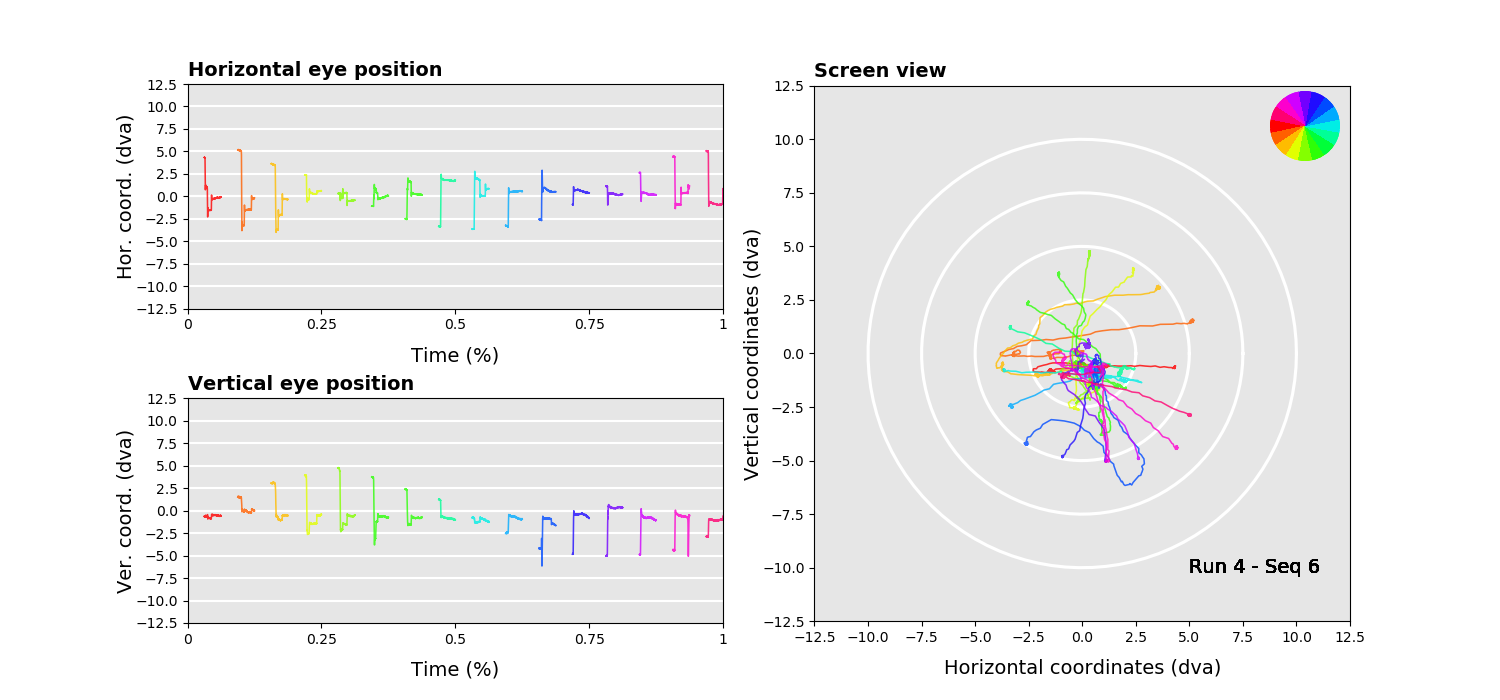 Horizontal eye position
Hor. coord. (dva)
12.5
10.0
7.5
5.0
2.5
0.0
−2.5
−5.0
−7.5
−10.0
−12.5
0 0.25 0.5 0.75 1
Time (%)
Vertical eye position
Ver. coord. (dva)
12.5
10.0
7.5
5.0
2.5
0.0
−2.5
−5.0
−7.5
−10.0
−12.5
0 0.25 0.5 0.75 1
Time (%)
Screen view
Vertical coordinates (dva)
12.5
10.0
7.5
5.0
2.5
0.0
−2.5
−5.0
−7.5
−10.0
−12.5
Run 4 - Seq 6
−12.5 −10.0 −7.5 −5.0 −2.5 0.0 2.5 5.0 7.5 10.0 12.5
Horizontal coordinates (dva)